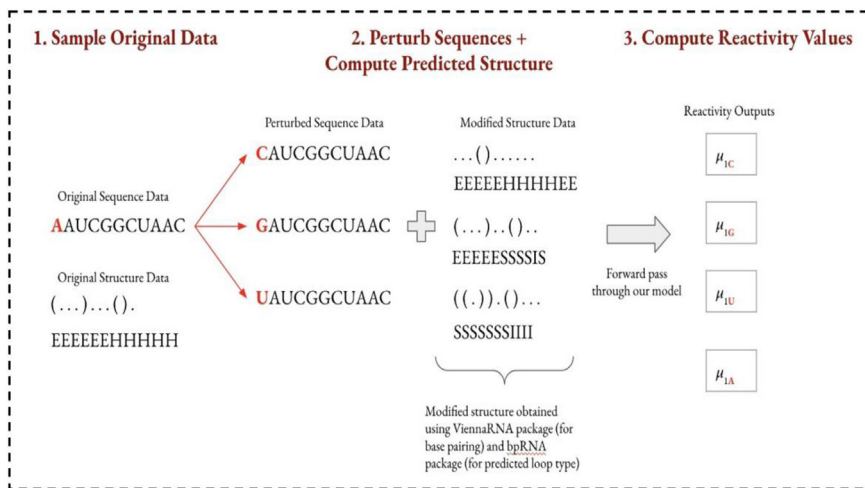 1. Sample Original Data
2. Perturb Sequences +
Compute Predicted Structure
3. Compute Reactivity Values
Original Sequence Data
AAUCGGCUAAC
Original Structure Data
(...)...().
EEEEEEHHHHH
Perturbed Sequence Data
CAUCGGCUAAC
GAUCGGCUAAC
UAUCGGCUAAC
Modified Structure Data
...()......
EEEEEHHHHEE
(...)..()..
EEEEESSSSIS
((.)).()...
SSSSSSSIIII
Modified structure obtained
using ViennaRNA package (for
base pairing) and bpRNA
package (for predicted loop type)
Forward pass
through our model
Reactivity Outputs
μ1C
μ1G
μ1U
μ1A